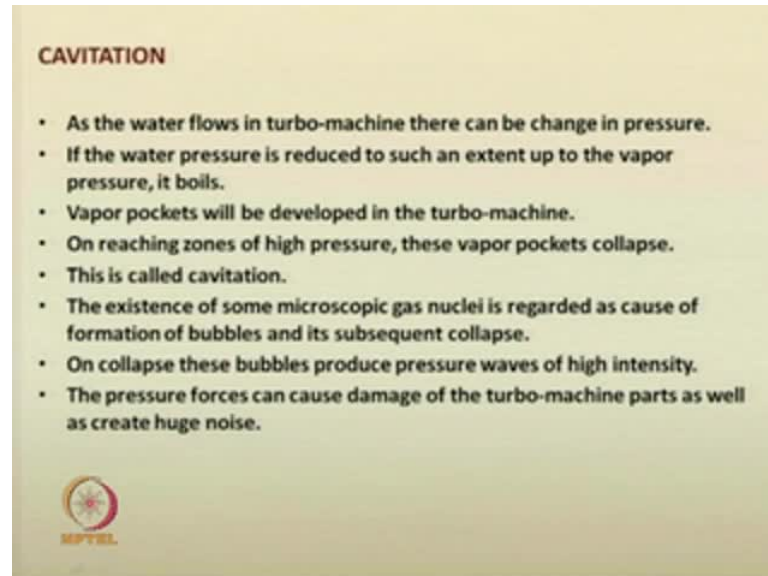 CAVITATION
• As the water flows in turbo-machine there can be change in pressure.
• If the water pressure is reduced to such an extent up to the vapor
pressure, it boils.
• Vapor pockets will be developed in the turbo-machine.
• On reaching zones of high pressure, these vapor pockets collapse.
• This is called cavitation.
• The existence of some microscopic gas nuclei is regarded as cause of
formation of bubbles and its subsequent collapse.
• On collapse these bubbles produce pressure waves of high intensity.
• The pressure forces can cause damage of the turbo-machine parts as well
as create huge noise.
NPTEL